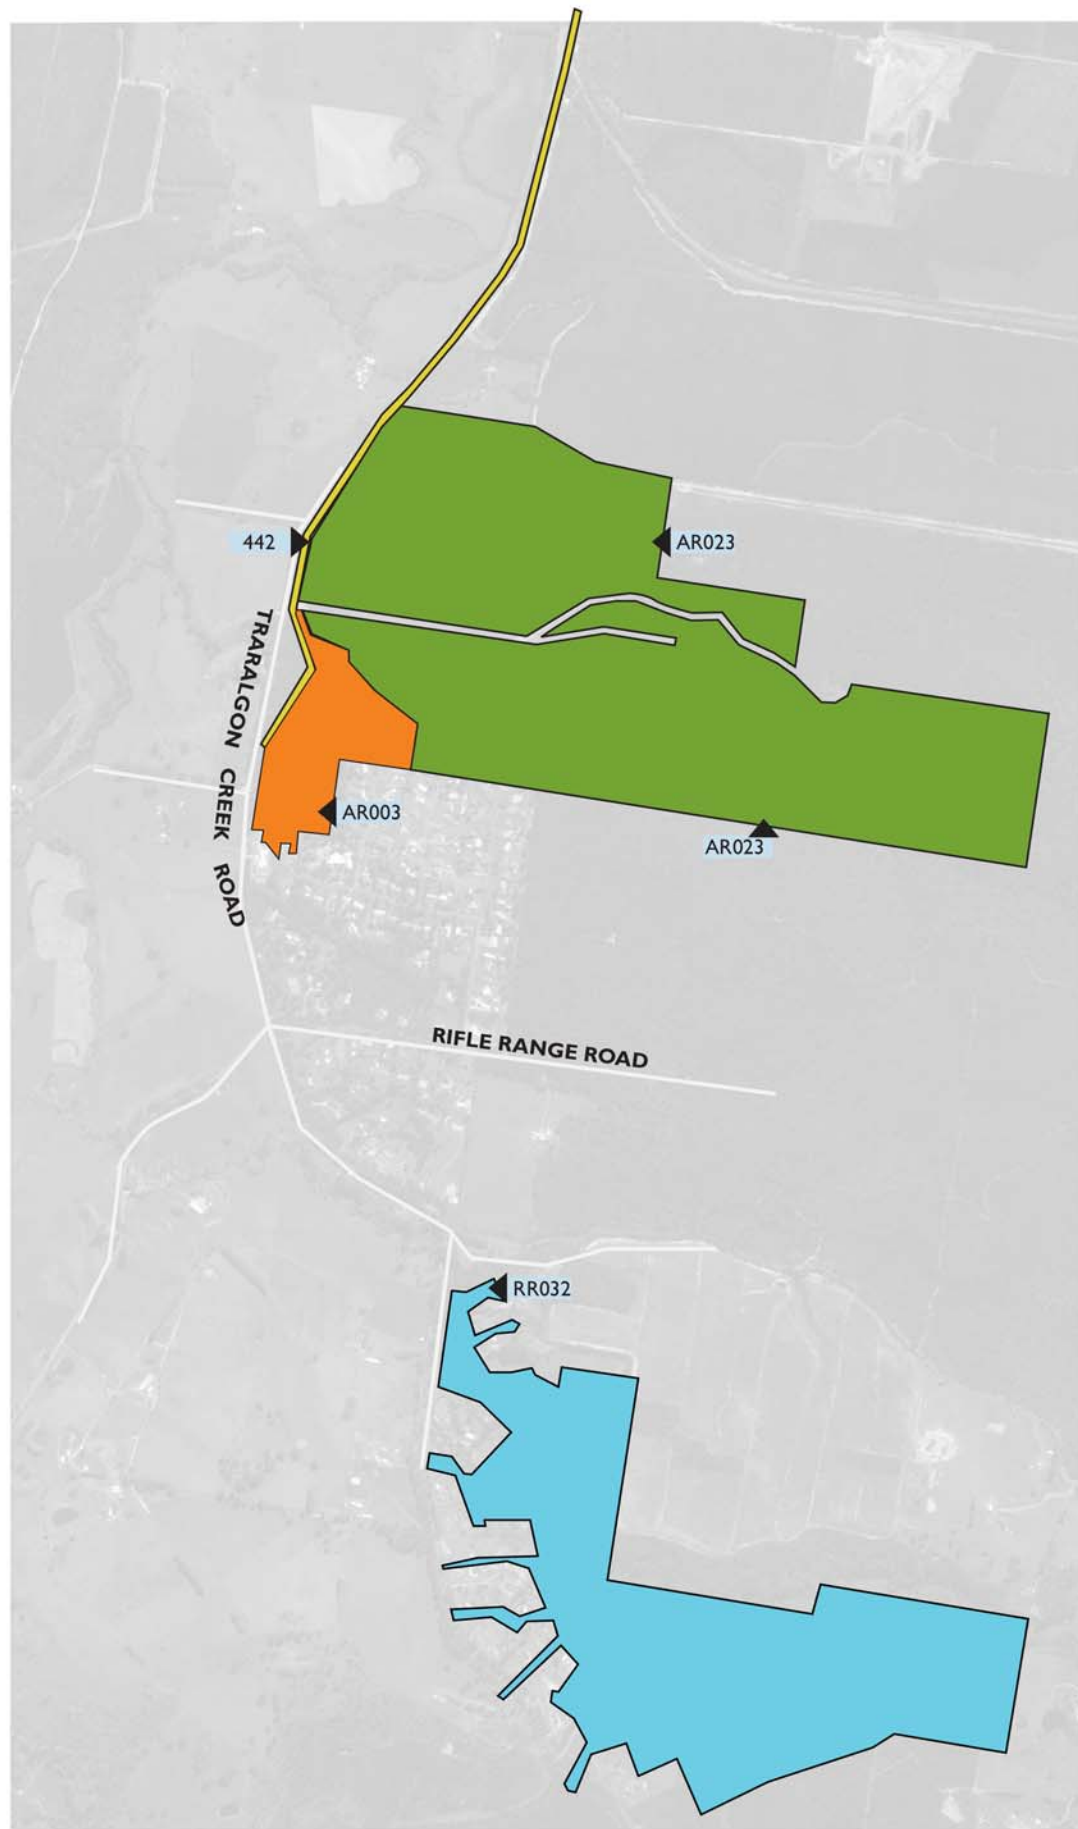 442
AR023
TRARALGON CREEK ROAD
AR003
AR023
RIFLE RANGE ROAD
RR032